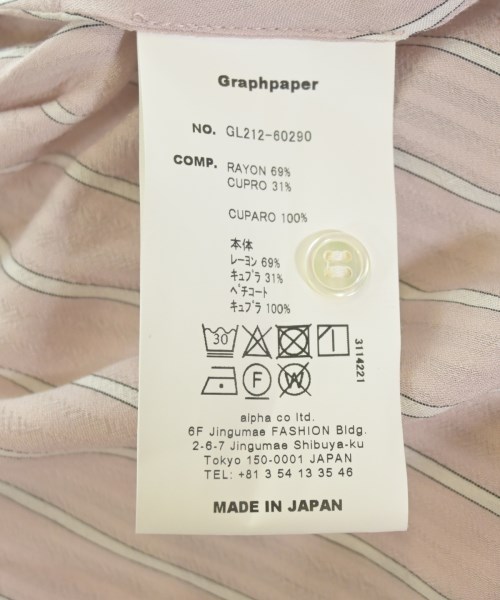 Graphpaper
NO. GL212-60290
COMP. RAYON 69%
CUPRO 31%
CUPARO 100%
本体
レーヨン 69%
キュプラ 31%
ペチコート
キュプラ 100%
30
F
W
3114221
alpha co ltd.
6F Jingumae FASHION Bldg.
2-6-7 Jingumae Shibuya-ku
Tokyo 150-0001 JAPAN
TEL: +81 3 54 13 35 46
MADE IN JAPAN